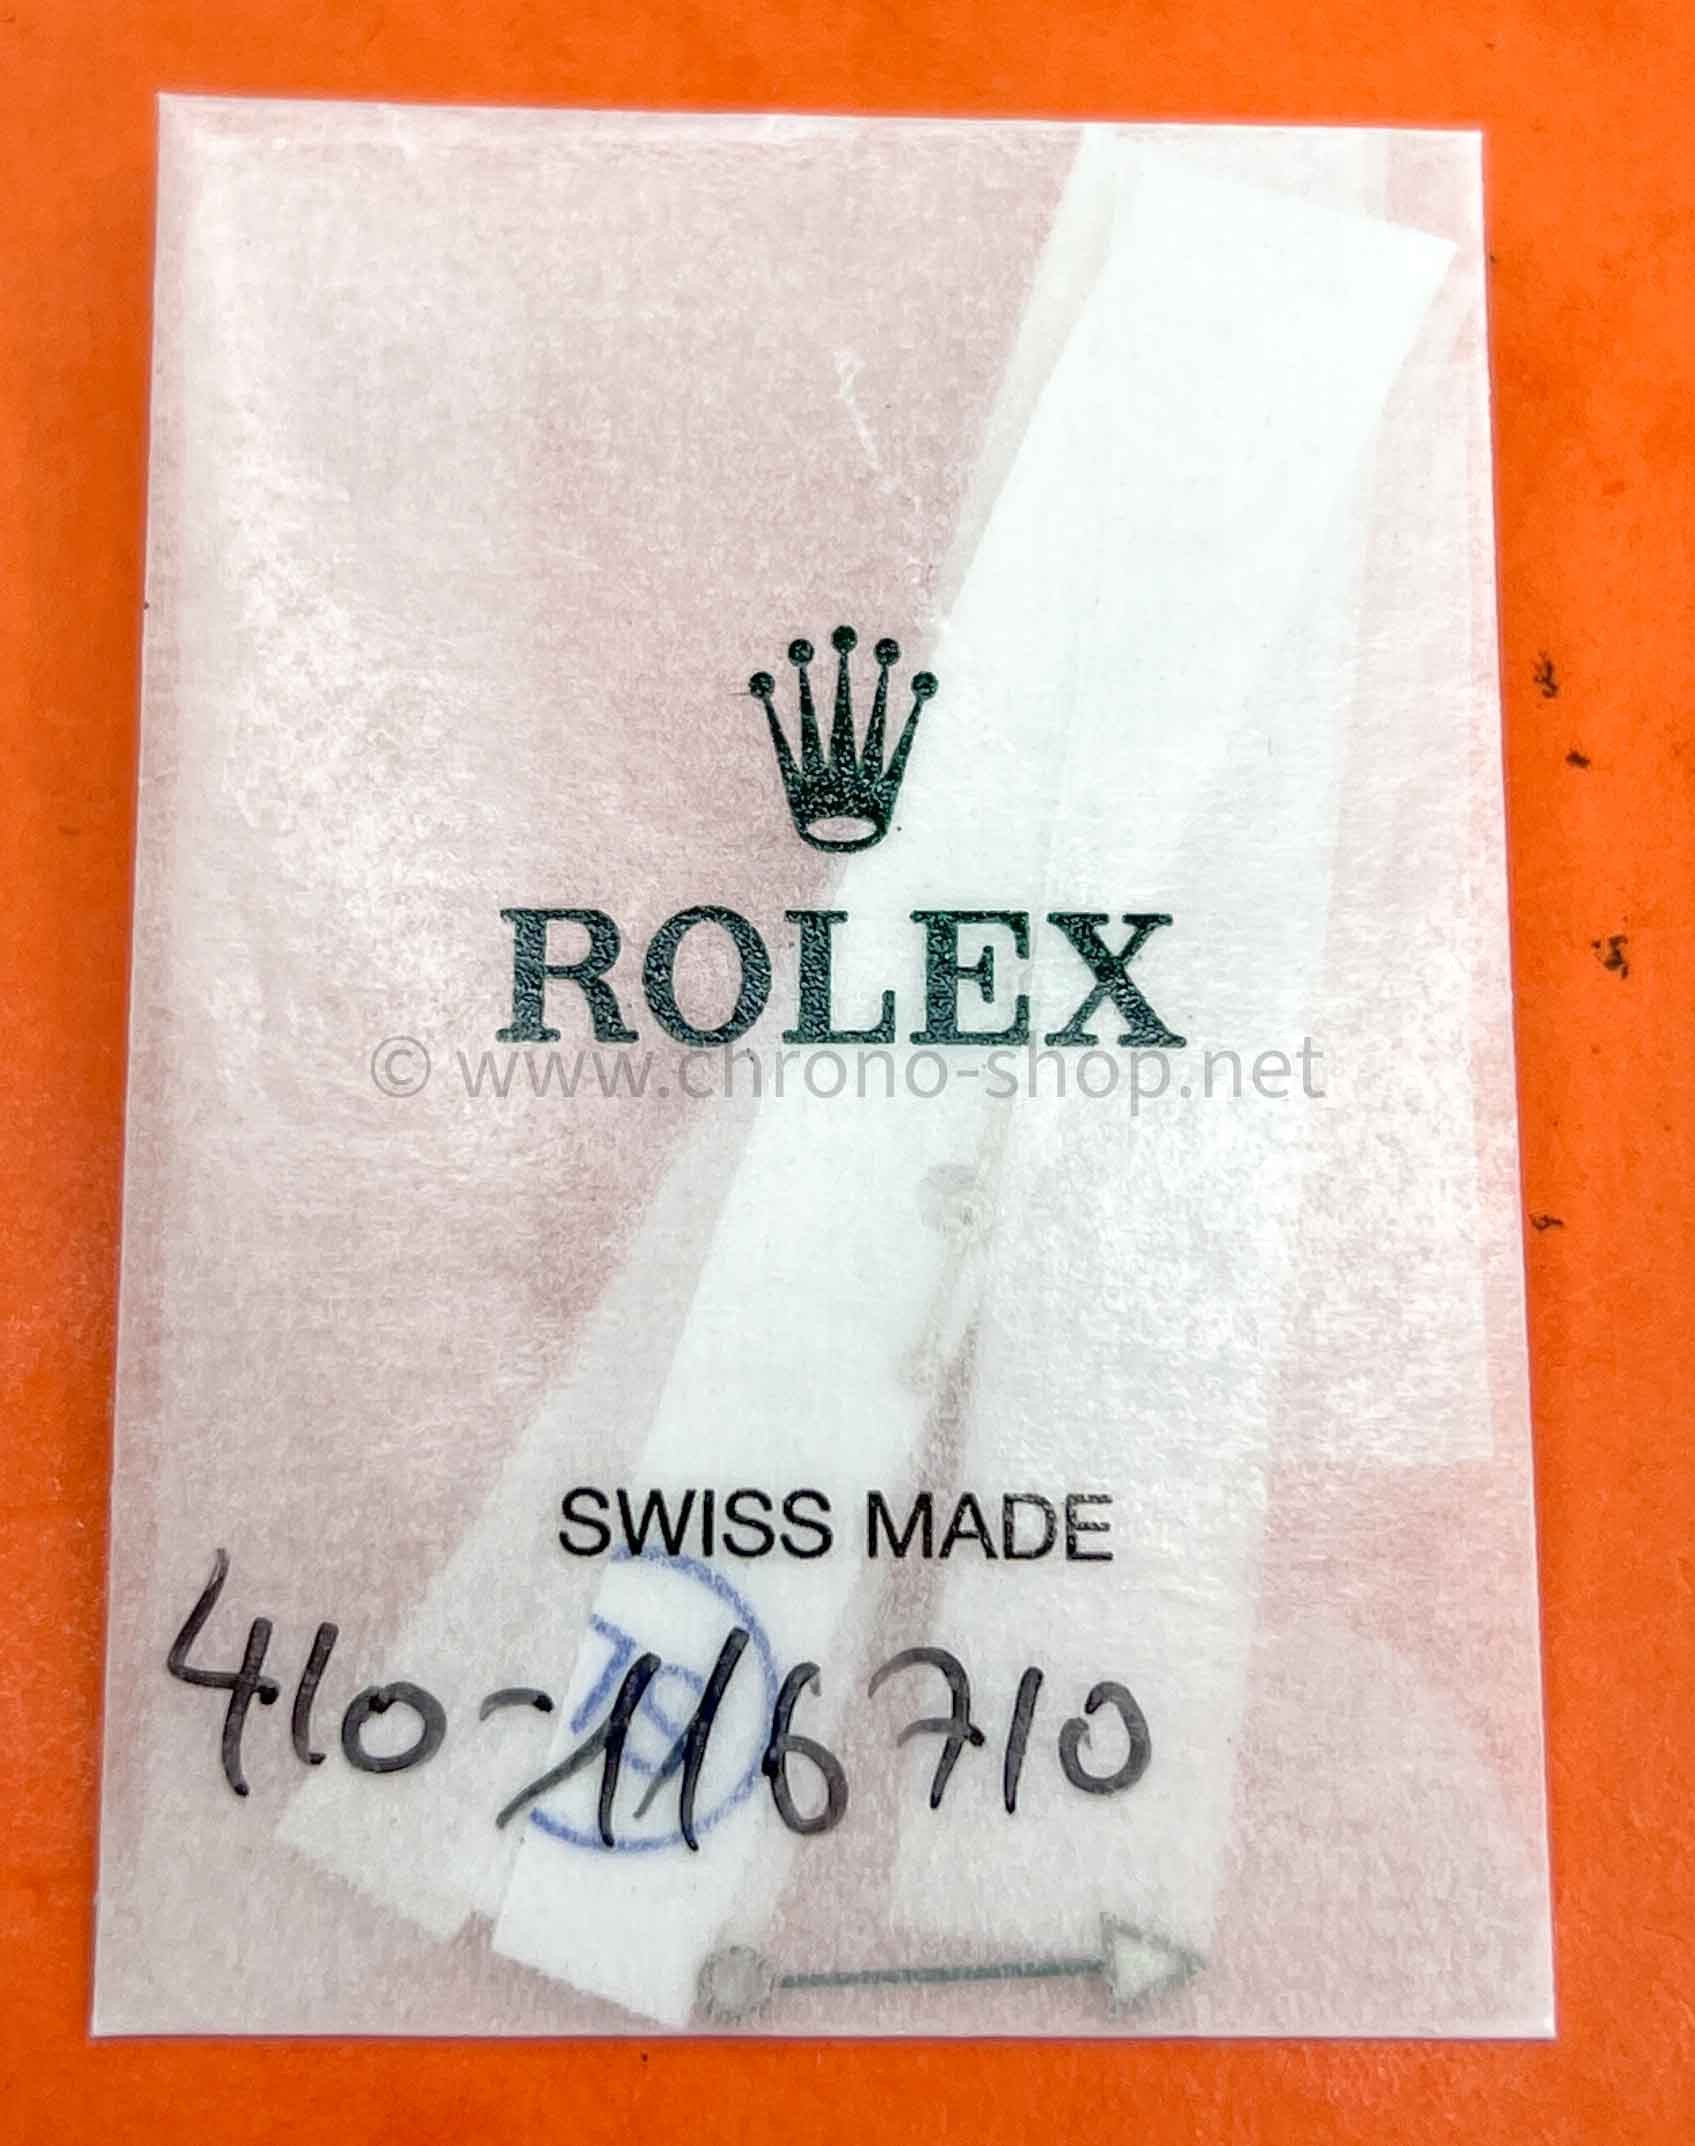 ROLEX
© www.chrono-shop.net
SWISS MADE
410-116710